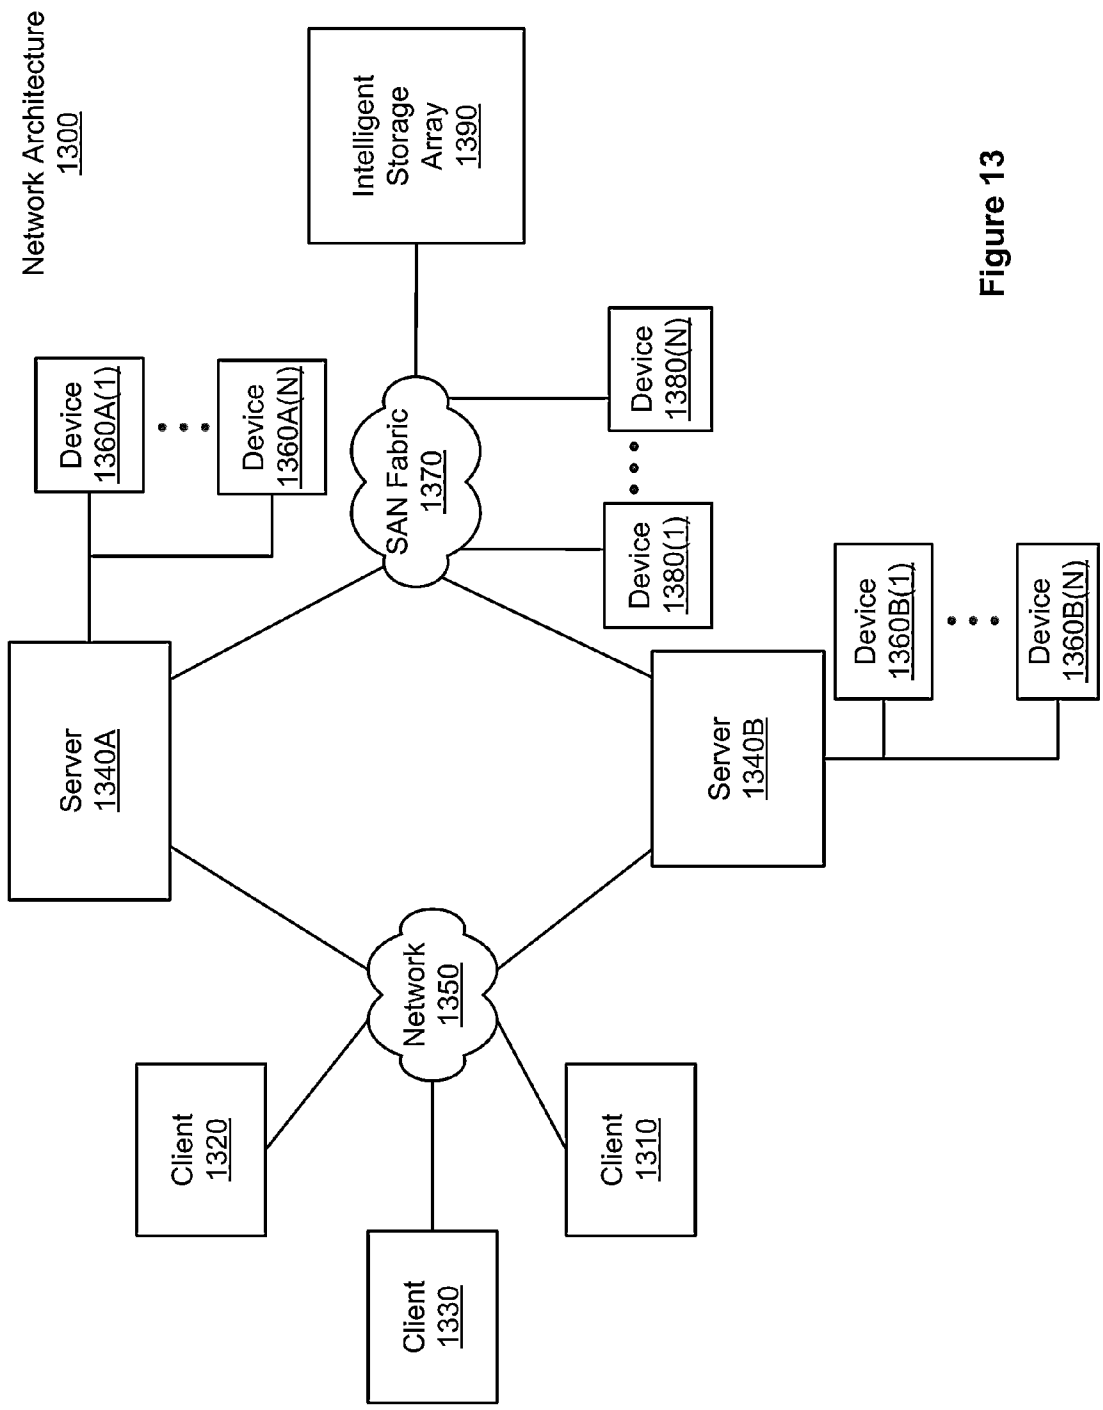 Network Architecture
1300
Device
1360A(1)
Device
1360A(N)
Server
1340A
Client
1320
Intelligent
Storage
Array
1390
SAN Fabric
1370
Network
1350
Client
1330
Device
1380(1)
Device
1380(N)
Client
1310
Server
1340B
Device
1360B(1)
Device
1360B(N)
Figure 13